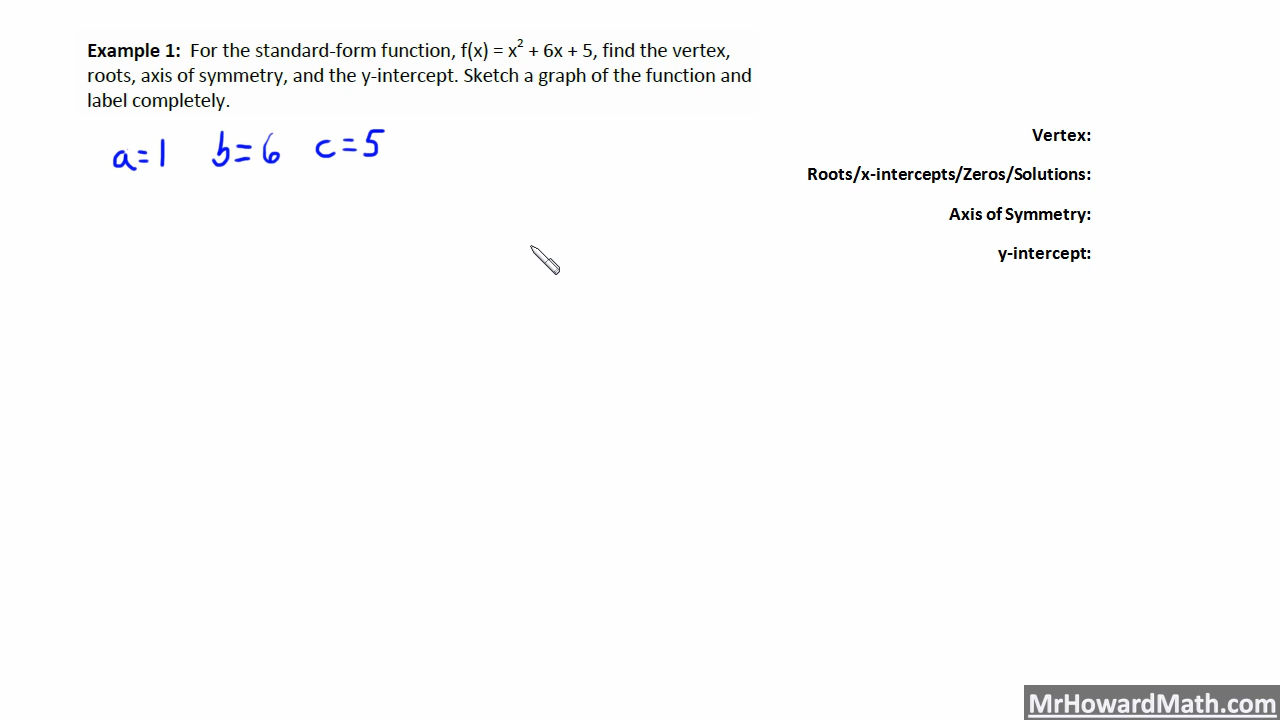 Example 1: For the standard-form function, f(x) = x² + 6x + 5, find the vertex,
roots, axis of symmetry, and the y-intercept. Sketch a graph of the function and
label completely.
a=1 b=6 c=5
Vertex:
Roots/x-intercepts/Zeros/Solutions:
Axis of Symmetry:
y-intercept:
MrHowardMath.com